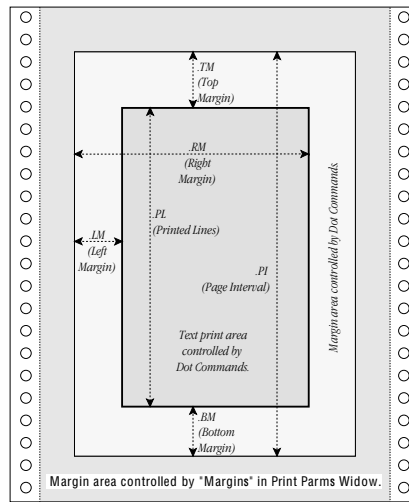 .TM
(Top
Margin)
.RM
(Right
Margin)
.PL
(Printed Lines)
.LM
(Left
Margin)
.PI
(Page Interval)
Margin area controlled by Dot Commands.
Text print area
controlled by
Dot Commands.
.BM
(Bottom
Margin)
Margin area controlled by "Margins" in Print Parms Widow.